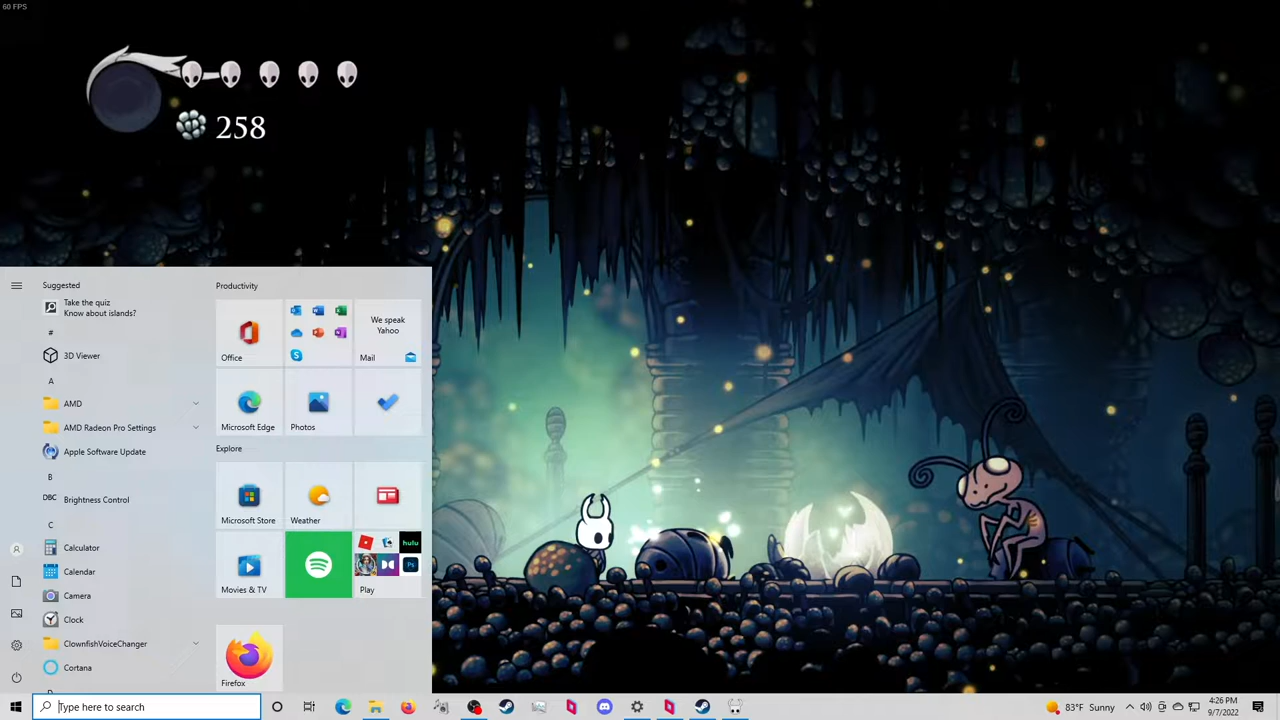 60 FPS
258
Suggested
Take the quiz
Know about islands?
#
3D Viewer
A
AMD
AMD Radeon Pro Settings
Apple Software Update
B
DBC
Brightness Control
C
Calculator
Calendar
Camera
Clock
ClownfishVoiceChanger
Cortana
Productivity
Office
We speak
Yahoo
Mail
Microsoft Edge
Photos
Explore
Microsoft Store
Weather
Movies & TV
hulu
Ps
Play
Firefox
Type here to search
83°F Sunny
4:26 PM
9/7/2022